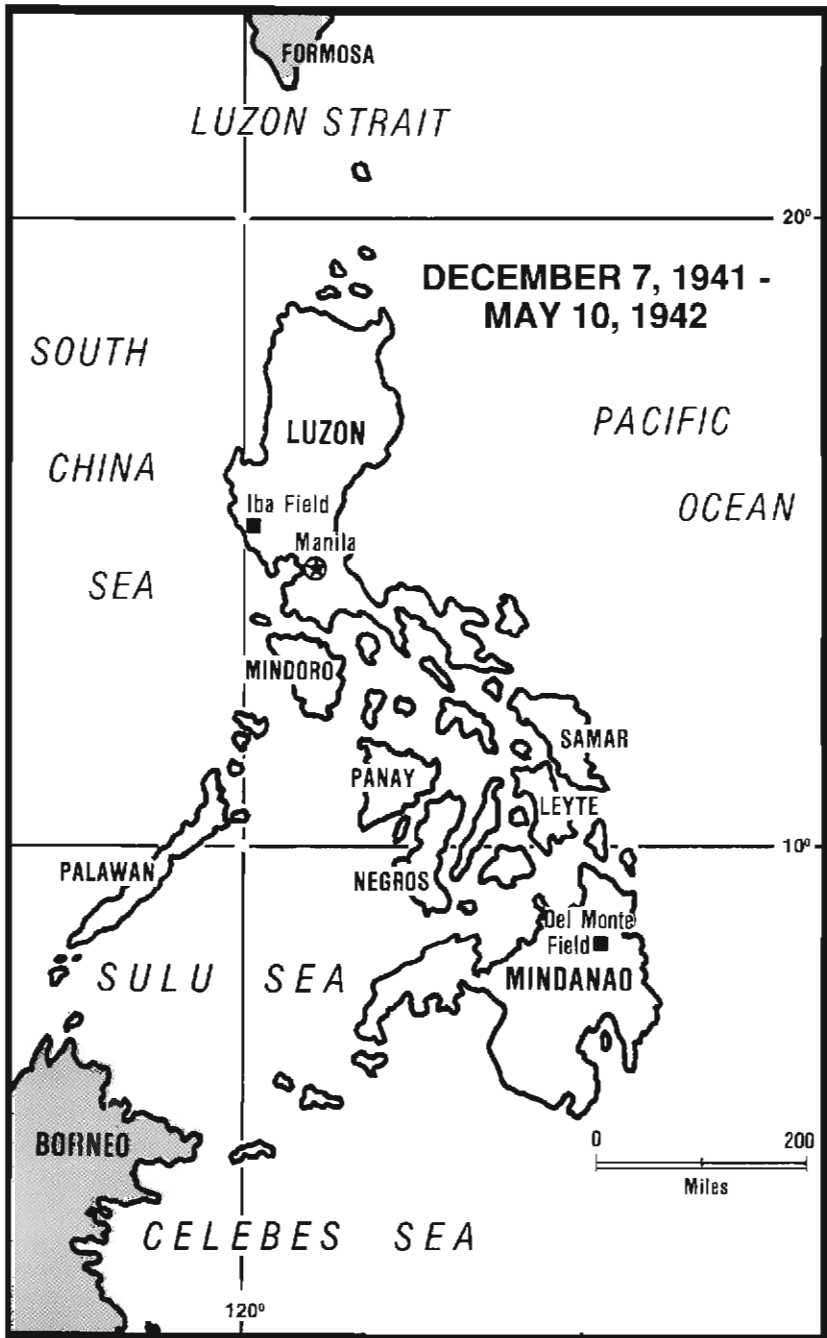 FORMOSA
LUZON STRAIT
20°
DECEMBER 7, 1941 -
MAY 10, 1942
SOUTH
CHINA
SEA
PACIFIC
OCEAN
LUZON
Iba Field
Manila
MINDORO
SAMAR
PANAY
LEYTE
10°
PALAWAN
NEGROS
Del Monte
Field
MINDANAO
SULU SEA
BORNEO
0 200
Miles
CELEBES SEA
120°